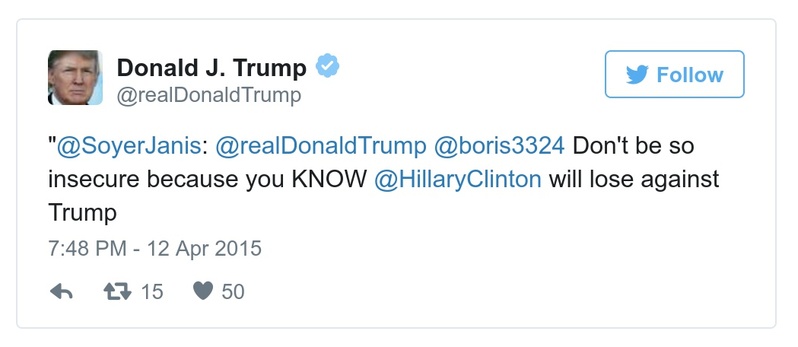 Donald J. Trump
@realDonaldTrump
Follow
"@SoyerJanis: @realDonaldTrump @boris3324 Don't be so
insecure because you KNOW @HillaryClinton will lose against
Trump
7:48 PM - 12 Apr 2015
15 50